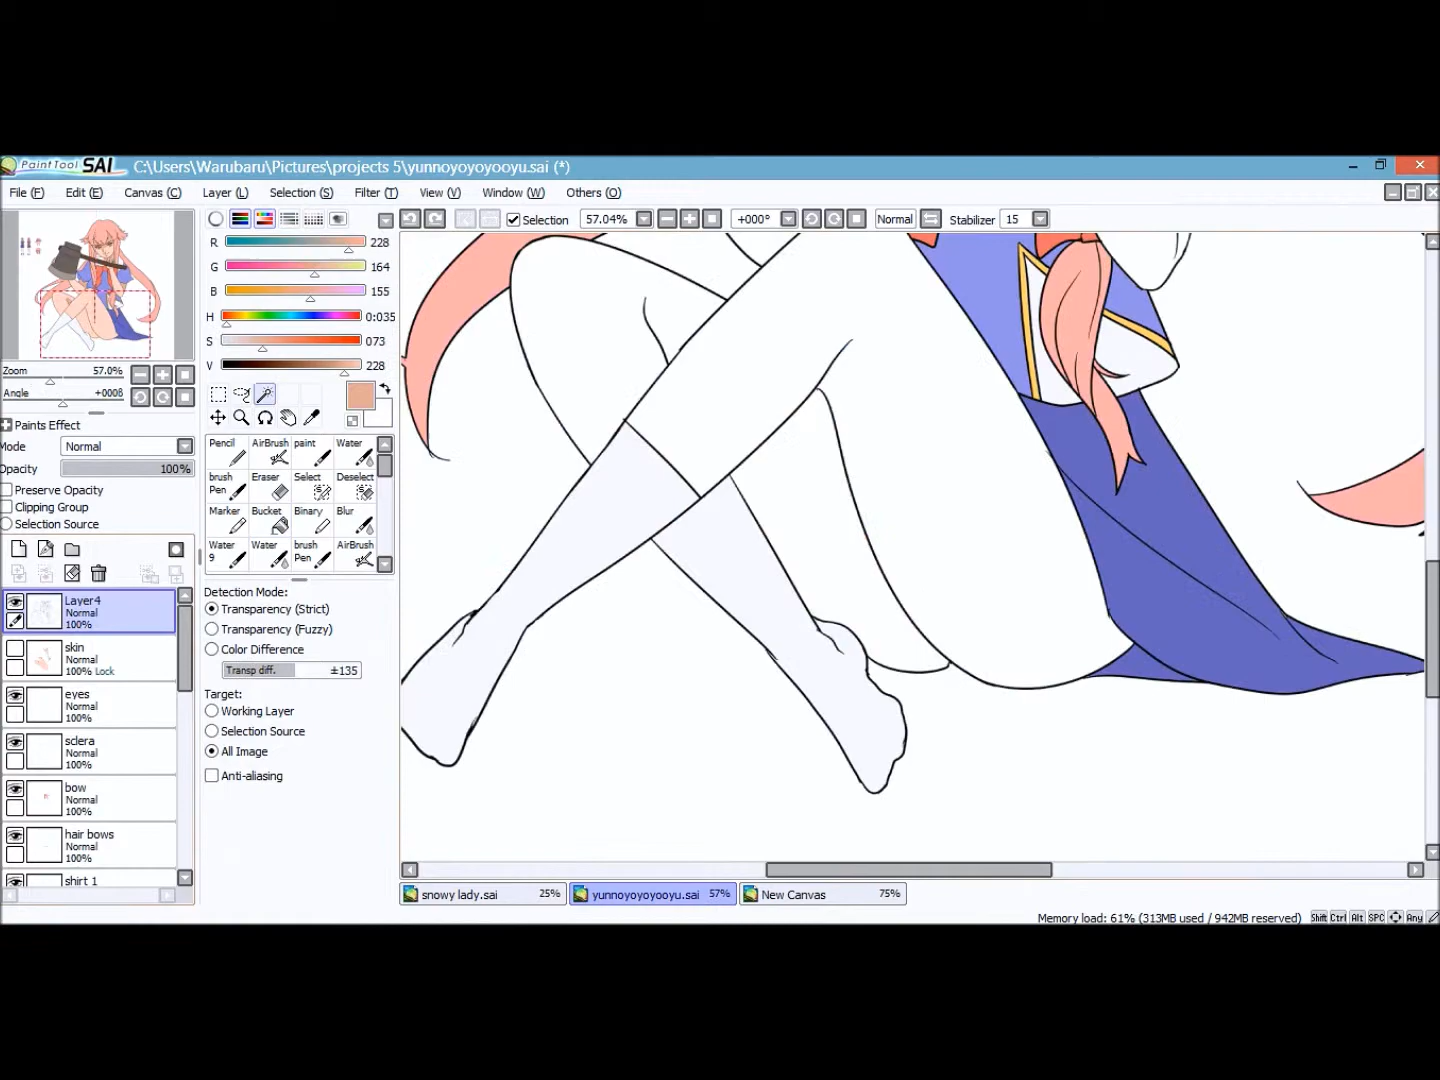 PaintTool SAI C:\Users\Warubaru\Pictures\projects 5\yunnoyoyoyooyu.sai (*)
File (F) Edit (E) Canvas (C) Layer (L) Selection (S) Filter (T) View (V) Window (W) Others (O)
Selection 57.04% +000° Normal Stabilizer 15
R 228
G 164
B 155
H 0:035
S 073
V 228
Zoom 57.0%
Angle +000θ
Paints Effect
Mode Normal
Opacity 100%
Preserve Opacity
Clipping Group
Selection Source
Layer4
Normal
100%
skin
Normal
100% Lock
eyes
Normal
100%
sclera
Normal
100%
bow
Normal
100%
hair bows
Normal
100%
shirt 1
Pencil AirBrush paint Water
brush Pen Eraser Select Deselect
Marker Bucket Binary Blur
Water 9 Water brush Pen AirBrush
Detection Mode:
Transparency (Strict)
Transparency (Fuzzy)
Color Difference
Transp diff. ±135
Target:
Working Layer
Selection Source
All Image
Anti-aliasing
snowy lady.sai 25% yunnoyoyoyooyu.sai 57% New Canvas 75%
Memory load: 61% (313MB used / 942MB reserved) Shift Ctrl Alt SPC Any